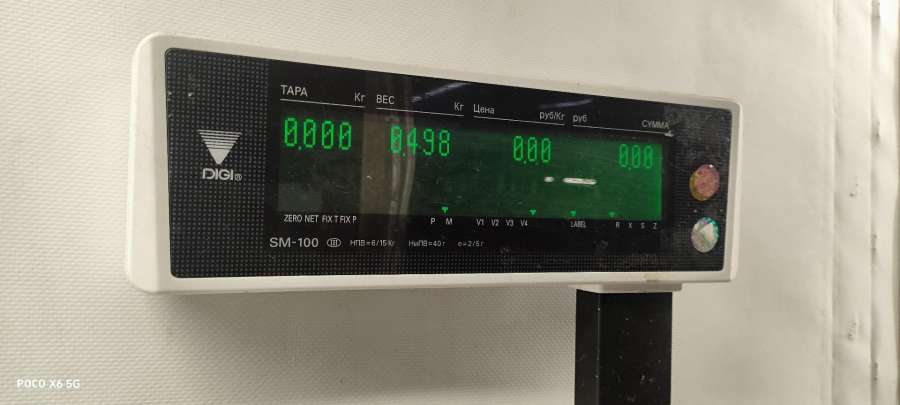 ТАРА Кг ВЕС Кг Цена руб/Кг руб СУММА
0.000 0.498 0.00 0.00
DIGI®
ZERO NET FIX T FIX P P M V1 V2 V3 V4 LABEL R X S Z
SM-100 III НПВ=6/15 Кг НмПВ=40 г e=2/5 г
POCO X6 5G